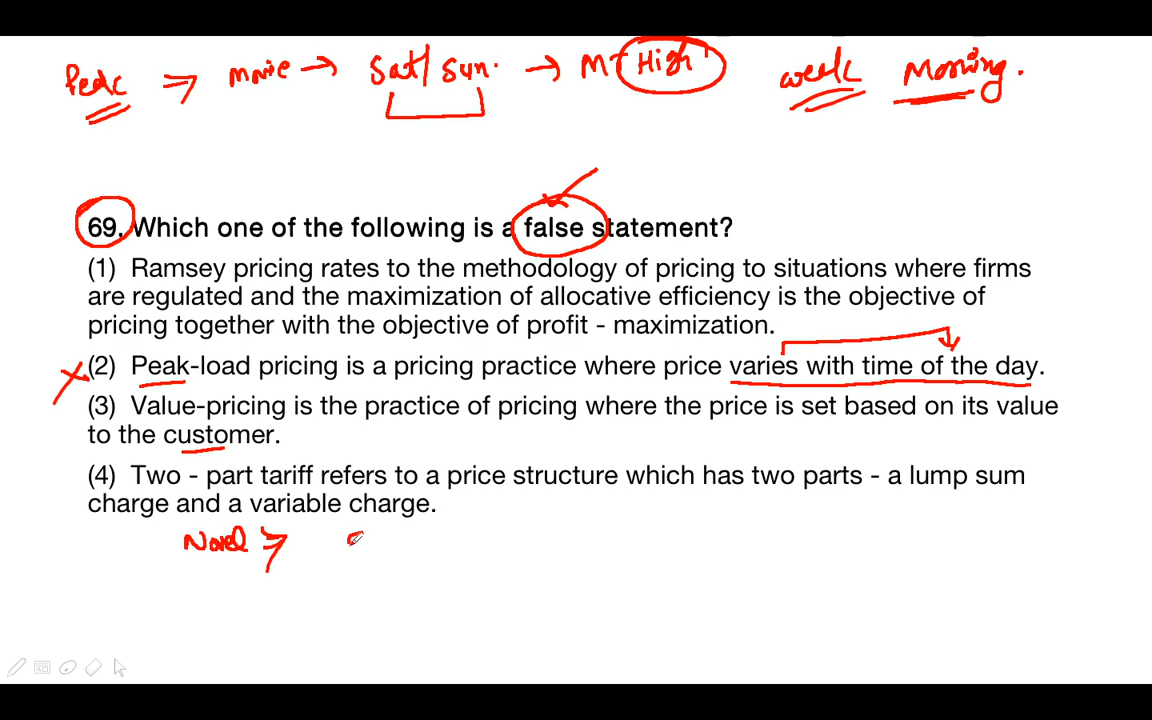 Peak ⇒ movie → Sat/Sun. → MT High week Morning.
69. Which one of the following is a false statement?
(1) Ramsey pricing rates to the methodology of pricing to situations where firms
are regulated and the maximization of allocative efficiency is the objective of
pricing together with the objective of profit - maximization.
(2) Peak-load pricing is a pricing practice where price varies with time of the day.
(3) Value-pricing is the practice of pricing where the price is set based on its value
to the customer.
(4) Two - part tariff refers to a price structure which has two parts - a lump sum
charge and a variable charge.
Novel ⇒